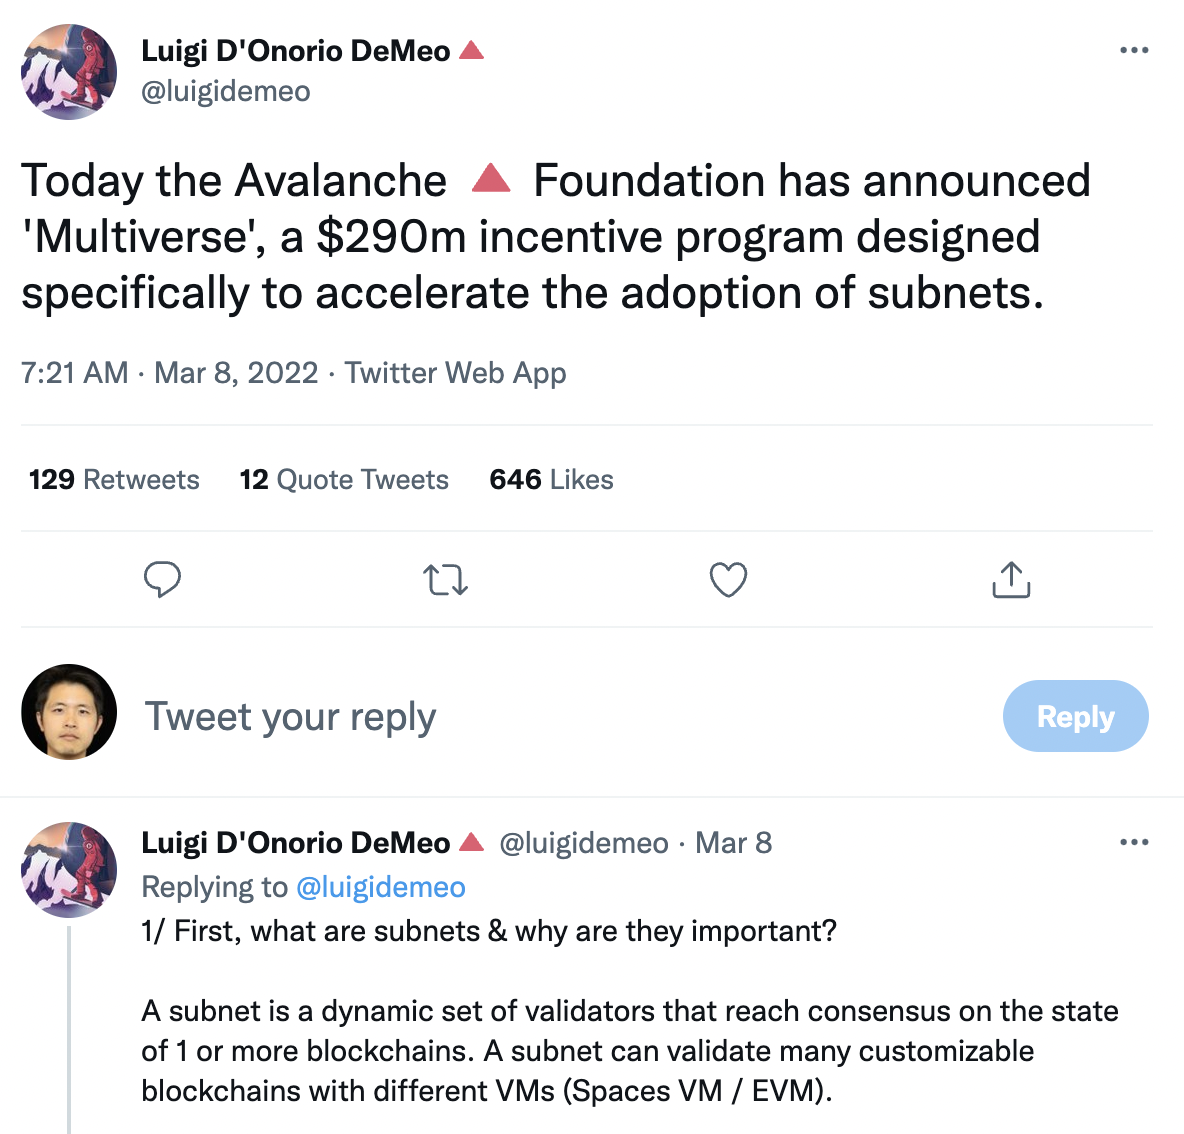 Luigi D'Onorio DeMeo 🔺
@luigidemeo
Today the Avalanche 🔺 Foundation has announced
'Multiverse', a $290m incentive program designed
specifically to accelerate the adoption of subnets.
7:21 AM · Mar 8, 2022 · Twitter Web App
129 Retweets 12 Quote Tweets 646 Likes
Tweet your reply
Reply
Luigi D'Onorio DeMeo 🔺 @luigidemeo · Mar 8
Replying to @luigidemeo
1/ First, what are subnets & why are they important?
A subnet is a dynamic set of validators that reach consensus on the state
of 1 or more blockchains. A subnet can validate many customizable
blockchains with different VMs (Spaces VM / EVM).